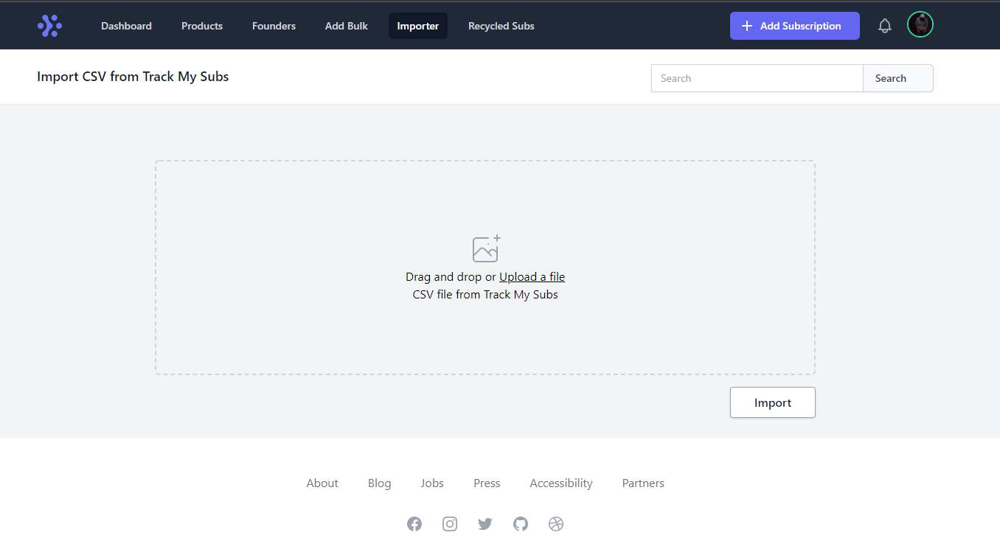 Dashboard Products Founders Add Bulk Importer Recycled Subs Add Subscription
Import CSV from Track My Subs
Search Search
Drag and drop or Upload a file
CSV file from Track My Subs
Import
About Blog Jobs Press Accessibility Partners